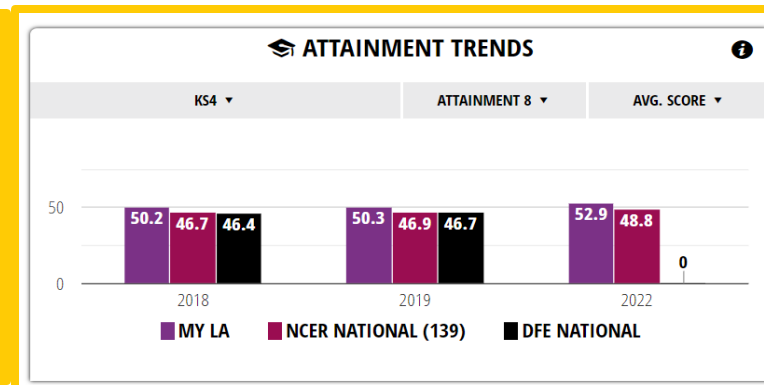 ATTAINMENT TRENDS
KS4 ▼ ATTAINMENT 8 ▼ AVG. SCORE ▼
50
50.2 46.7 46.4 50.3 46.9 46.7 52.9 48.8 0
0
2018 2019 2022
MY LA NCER NATIONAL (139) DFE NATIONAL